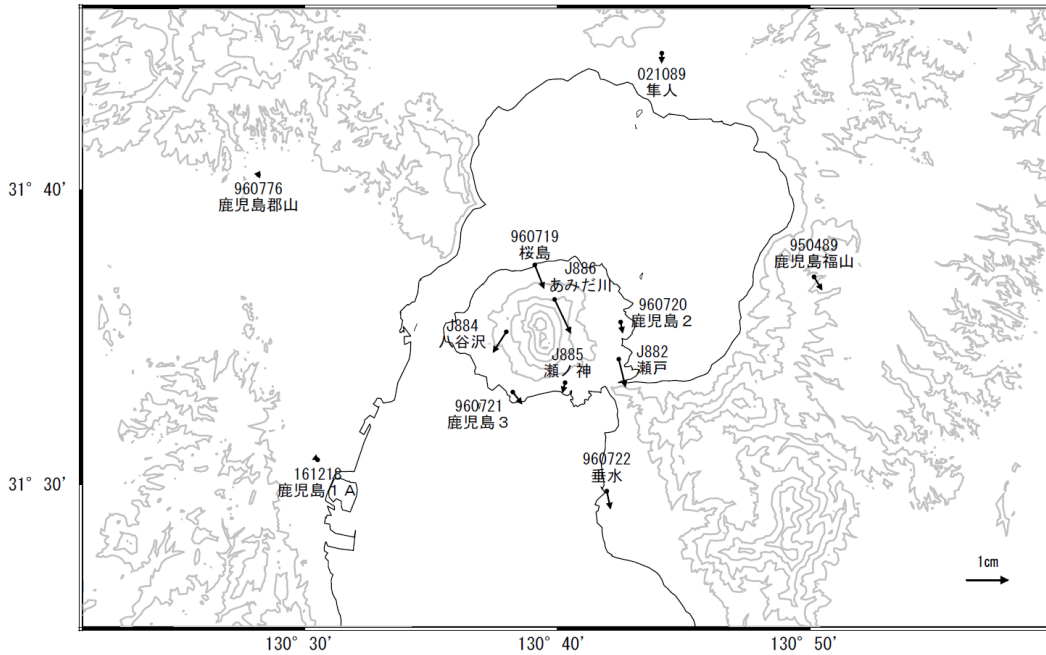 021089
隼人
31° 40'
960776
鹿児島郡山
960719
桜島
J886
あみだ川
950489
鹿児島福山
960720
鹿児島２
J884
八谷沢
J885
瀬ノ神
J882
瀬戸
960721
鹿児島３
960722
垂水
161218
鹿児島１Ａ
31° 30'
1cm
130° 30'
130° 40'
130° 50'